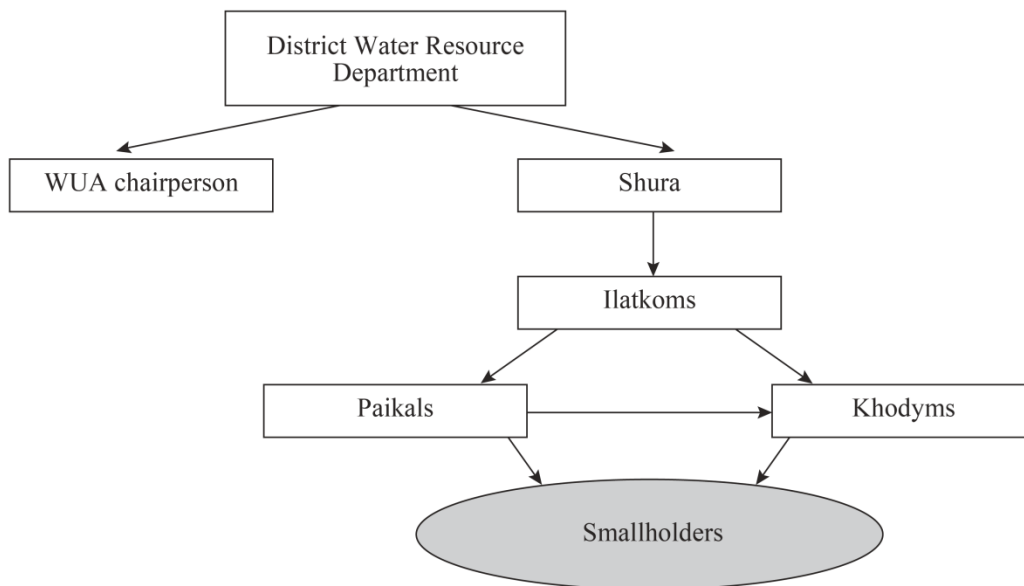 District Water Resource
Department
WUA chairperson
Shura
Ilatkoms
Paikals
Khodyms
Smallholders